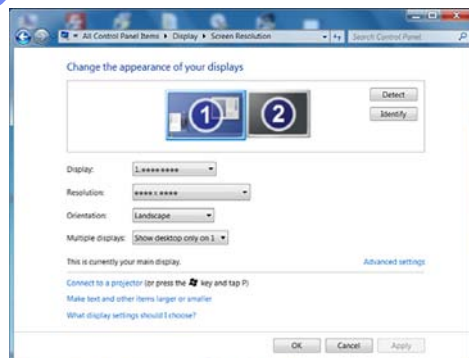 All Control Panel Items ▸ Display ▸ Screen Resolution
Search Control Panel
Change the appearance of your displays
1
2
Detect
Identify
Display: 1.********
Resolution: **** x ****
Orientation: Landscape
Multiple displays: Show desktop only on 1
This is currently your main display.
Advanced settings
Connect to a projector (or press the key and tap P)
Make text and other items larger or smaller
What display settings should I choose?
OK
Cancel
Apply